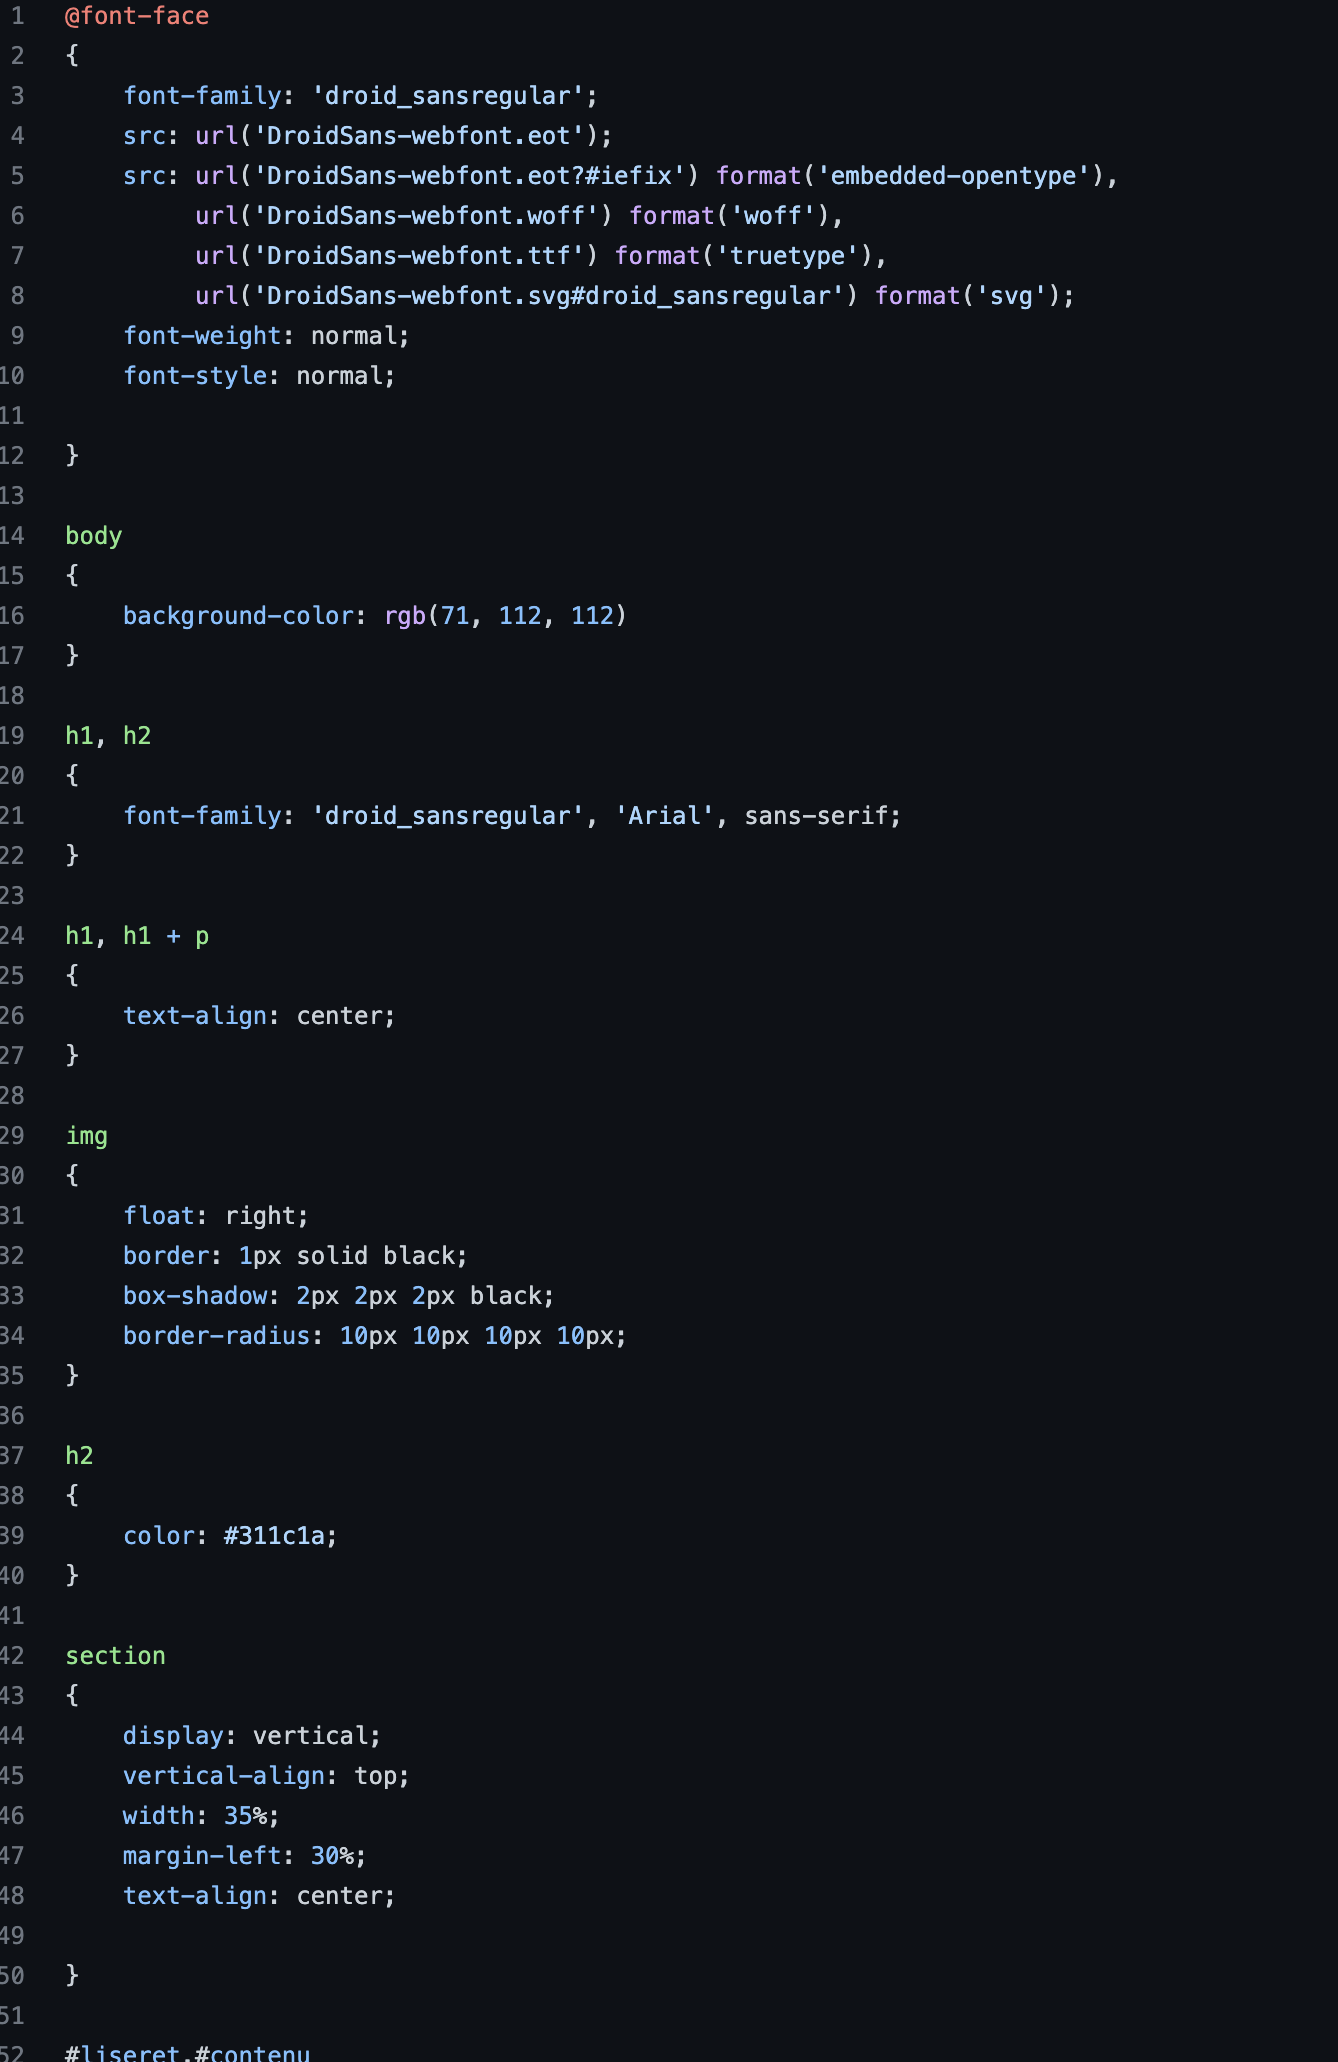 1 @font-face
2 {
3     font-family: 'droid_sansregular';
4     src: url('DroidSans-webfont.eot');
5     src: url('DroidSans-webfont.eot?#iefix') format('embedded-opentype'),
6          url('DroidSans-webfont.woff') format('woff'),
7          url('DroidSans-webfont.ttf') format('truetype'),
8          url('DroidSans-webfont.svg#droid_sansregular') format('svg');
9     font-weight: normal;
10     font-style: normal;
11
12 }
13
14 body
15 {
16     background-color: rgb(71, 112, 112)
17 }
18
19 h1, h2
20 {
21     font-family: 'droid_sansregular', 'Arial', sans-serif;
22 }
23
24 h1, h1 + p
25 {
26     text-align: center;
27 }
28
29 img
30 {
31     float: right;
32     border: 1px solid black;
33     box-shadow: 2px 2px 2px black;
34     border-radius: 10px 10px 10px 10px;
35 }
36
37 h2
38 {
39     color: #311c1a;
40 }
41
42 section
43 {
44     display: vertical;
45     vertical-align: top;
46     width: 35%;
47     margin-left: 30%;
48     text-align: center;
49
50 }
51
52 #liseret,#contenu